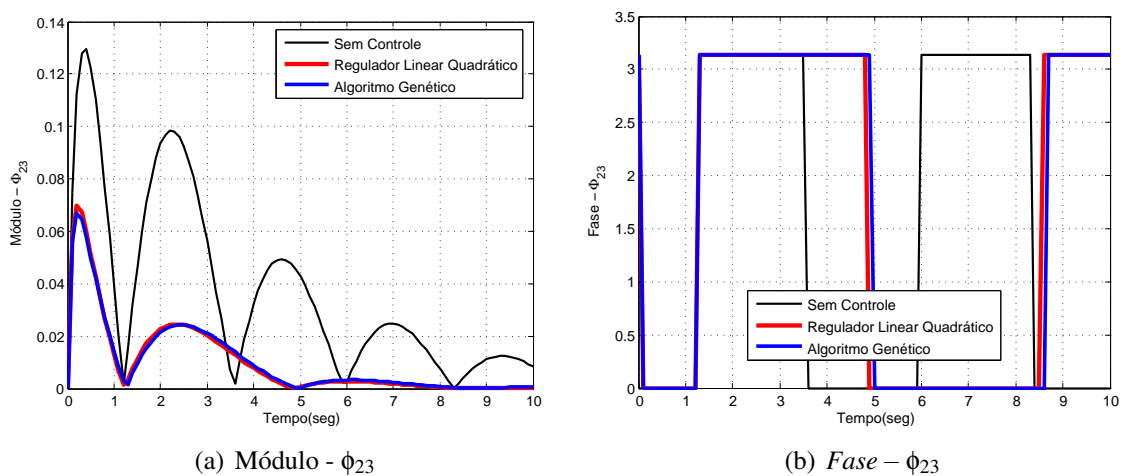 0.14
0.12
0.1
0.08
0.06
0.04
0.02
0
Módulo – Φ23
0 1 2 3 4 5 6 7 8 9 10
Tempo(seg)
Sem Controle
Regulador Linear Quadrático
Algoritmo Genético
(a) Módulo - ϕ23
3.5
3
2.5
2
1.5
1
0.5
0
Fase – Φ23
0 1 2 3 4 5 6 7 8 9 10
Tempo(seg)
Sem Controle
Regulador Linear Quadrático
Algoritmo Genético
(b) Fase – ϕ23